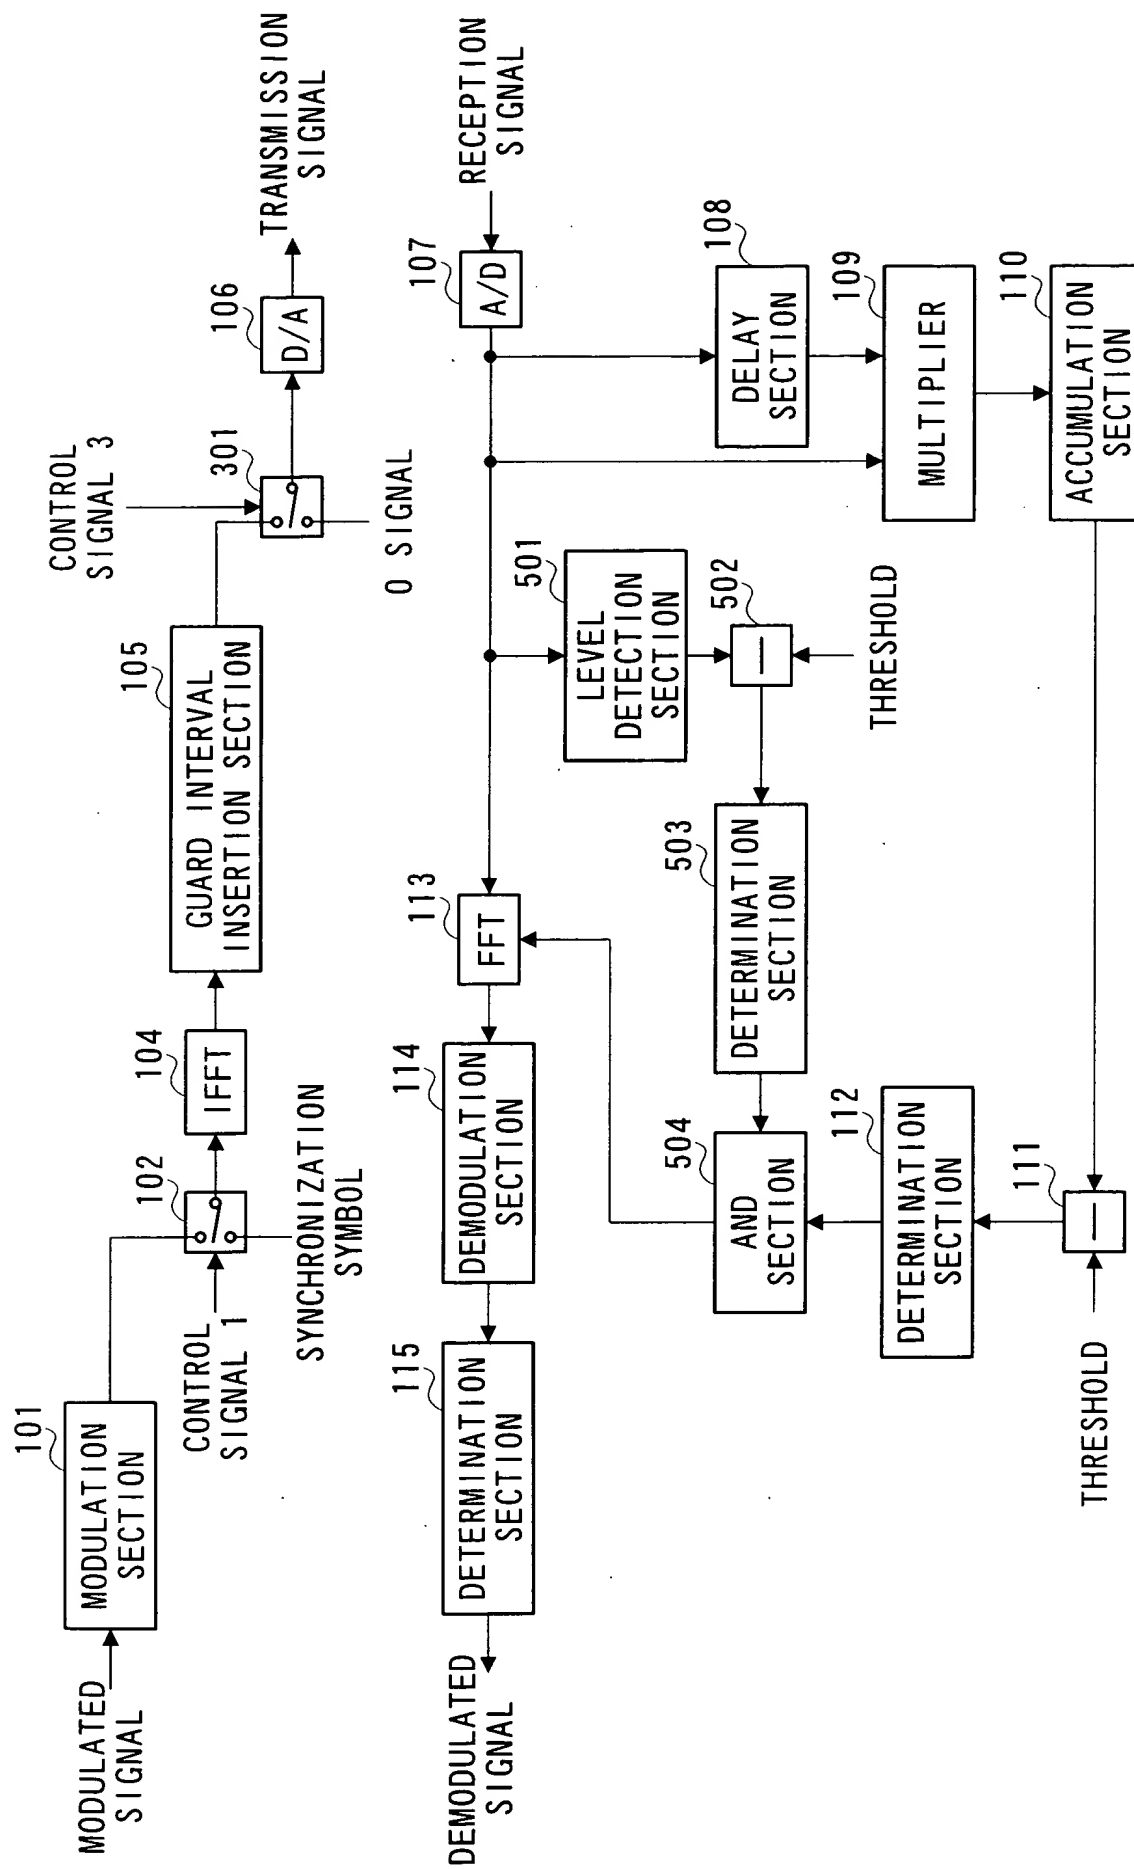 MODULATED
SIGNAL
101
MODULATION
SECTION
CONTROL
SIGNAL 1
102
SYNCHRONIZATION
SYMBOL
104
IFFT
105
GUARD INTERVAL
INSERTION SECTION
CONTROL
SIGNAL 3
301
0 SIGNAL
106
D/A
TRANSMISSION
SIGNAL
DEMODULATED
SIGNAL
115
DETERMINATION
SECTION
114
DEMODULATION
SECTION
113
FFT
107
A/D
RECEPTION
SIGNAL
501
LEVEL
DETECTION
SECTION
502
THRESHOLD
503
DETERMINATION
SECTION
504
AND
SECTION
108
DELAY
SECTION
109
MULTIPLIER
110
ACCUMULATION
SECTION
112
DETERMINATION
SECTION
111
THRESHOLD